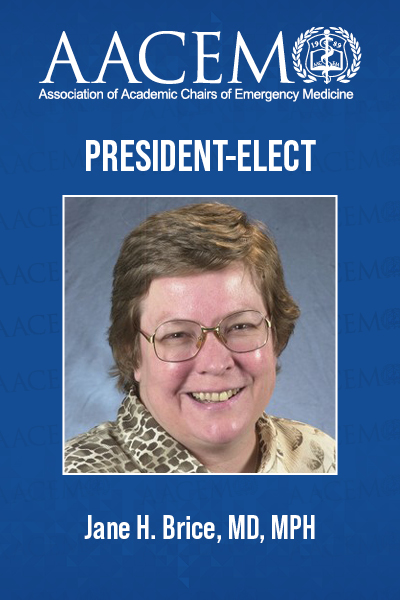 AACEM
Association of Academic Chairs of Emergency Medicine
PRESIDENT-ELECT
Jane H. Brice, MD, MPH